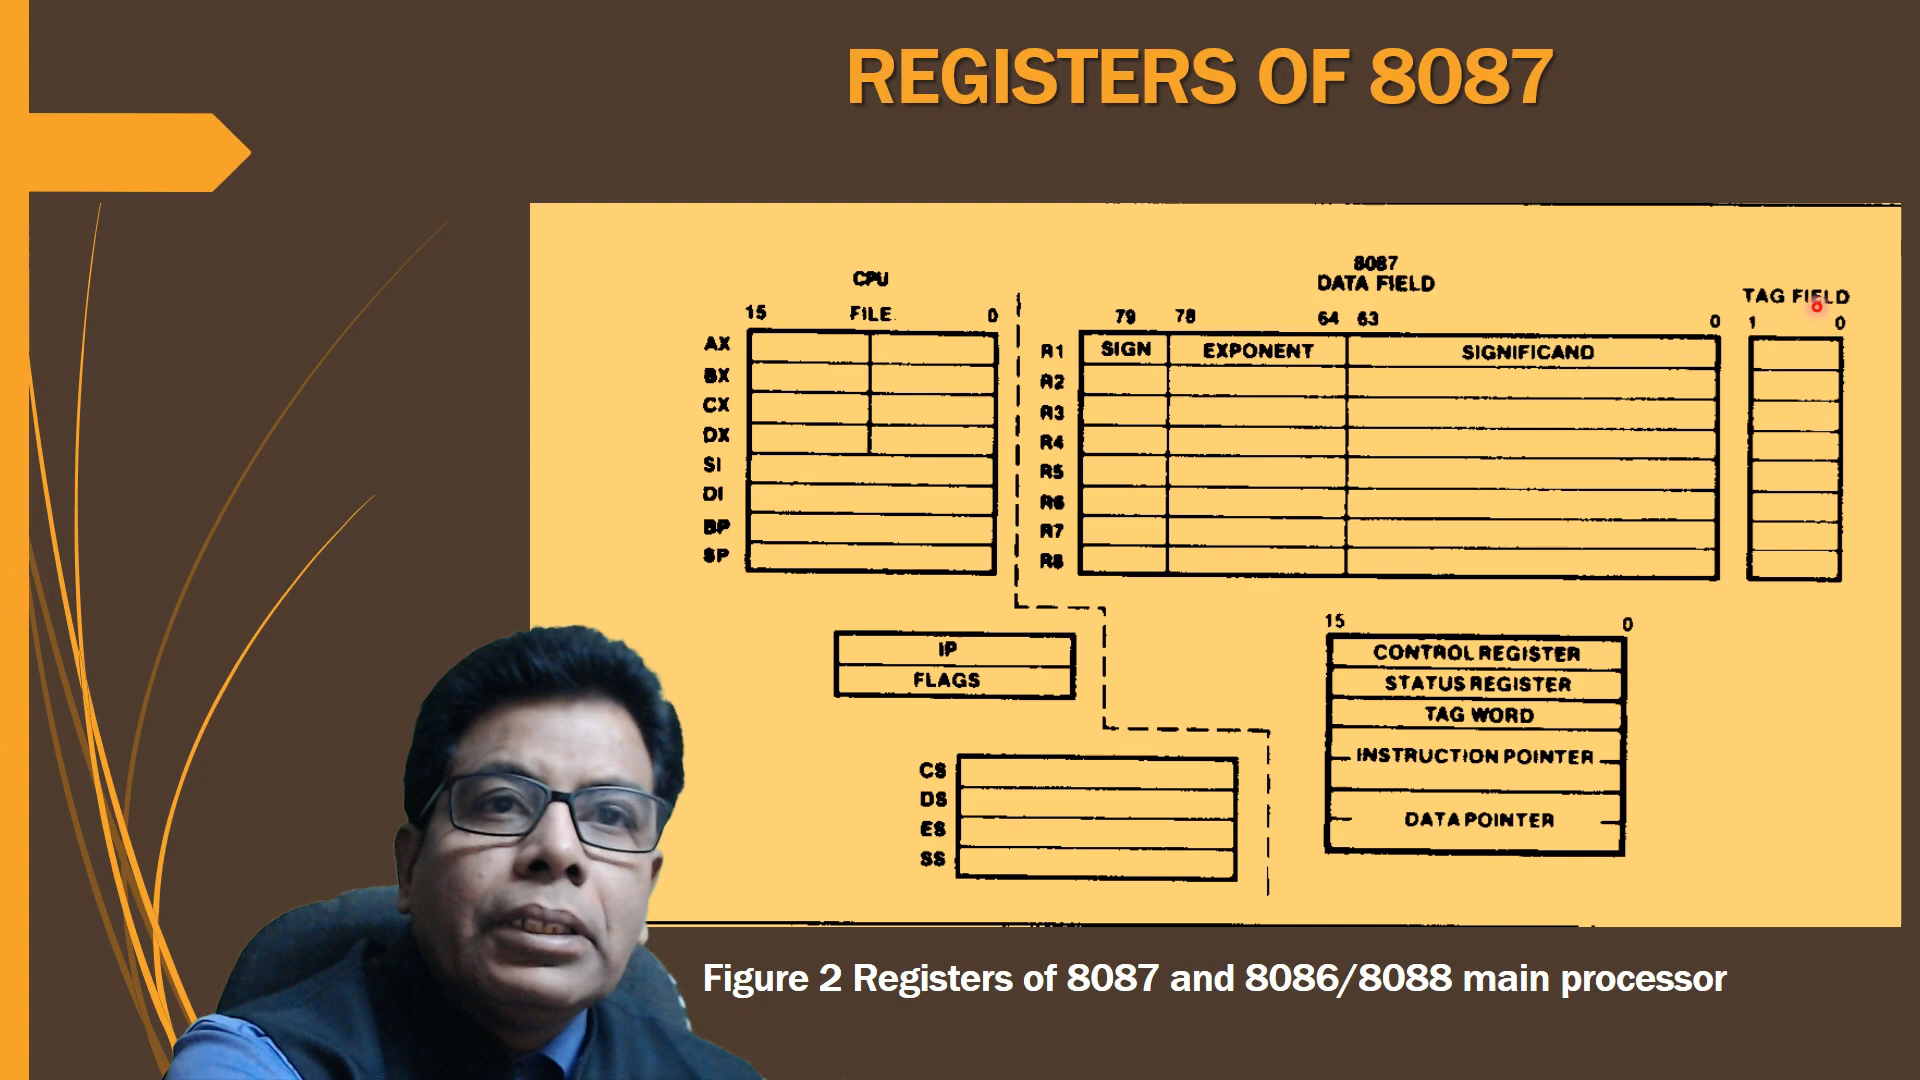 REGISTERS OF 8087
CPU
FILE
15 0
AX
BX
CX
DX
SI
DI
BP
SP
IP
FLAGS
CS
DS
ES
SS
8087
DATA FIELD
79 78 64 63 0
R1 SIGN EXPONENT SIGNIFICAND
R2
R3
R4
R5
R6
R7
R8
TAG FIELD
1 0
15 0
CONTROL REGISTER
STATUS REGISTER
TAG WORD
INSTRUCTION POINTER
DATA POINTER
Figure 2 Registers of 8087 and 8086/8088 main processor